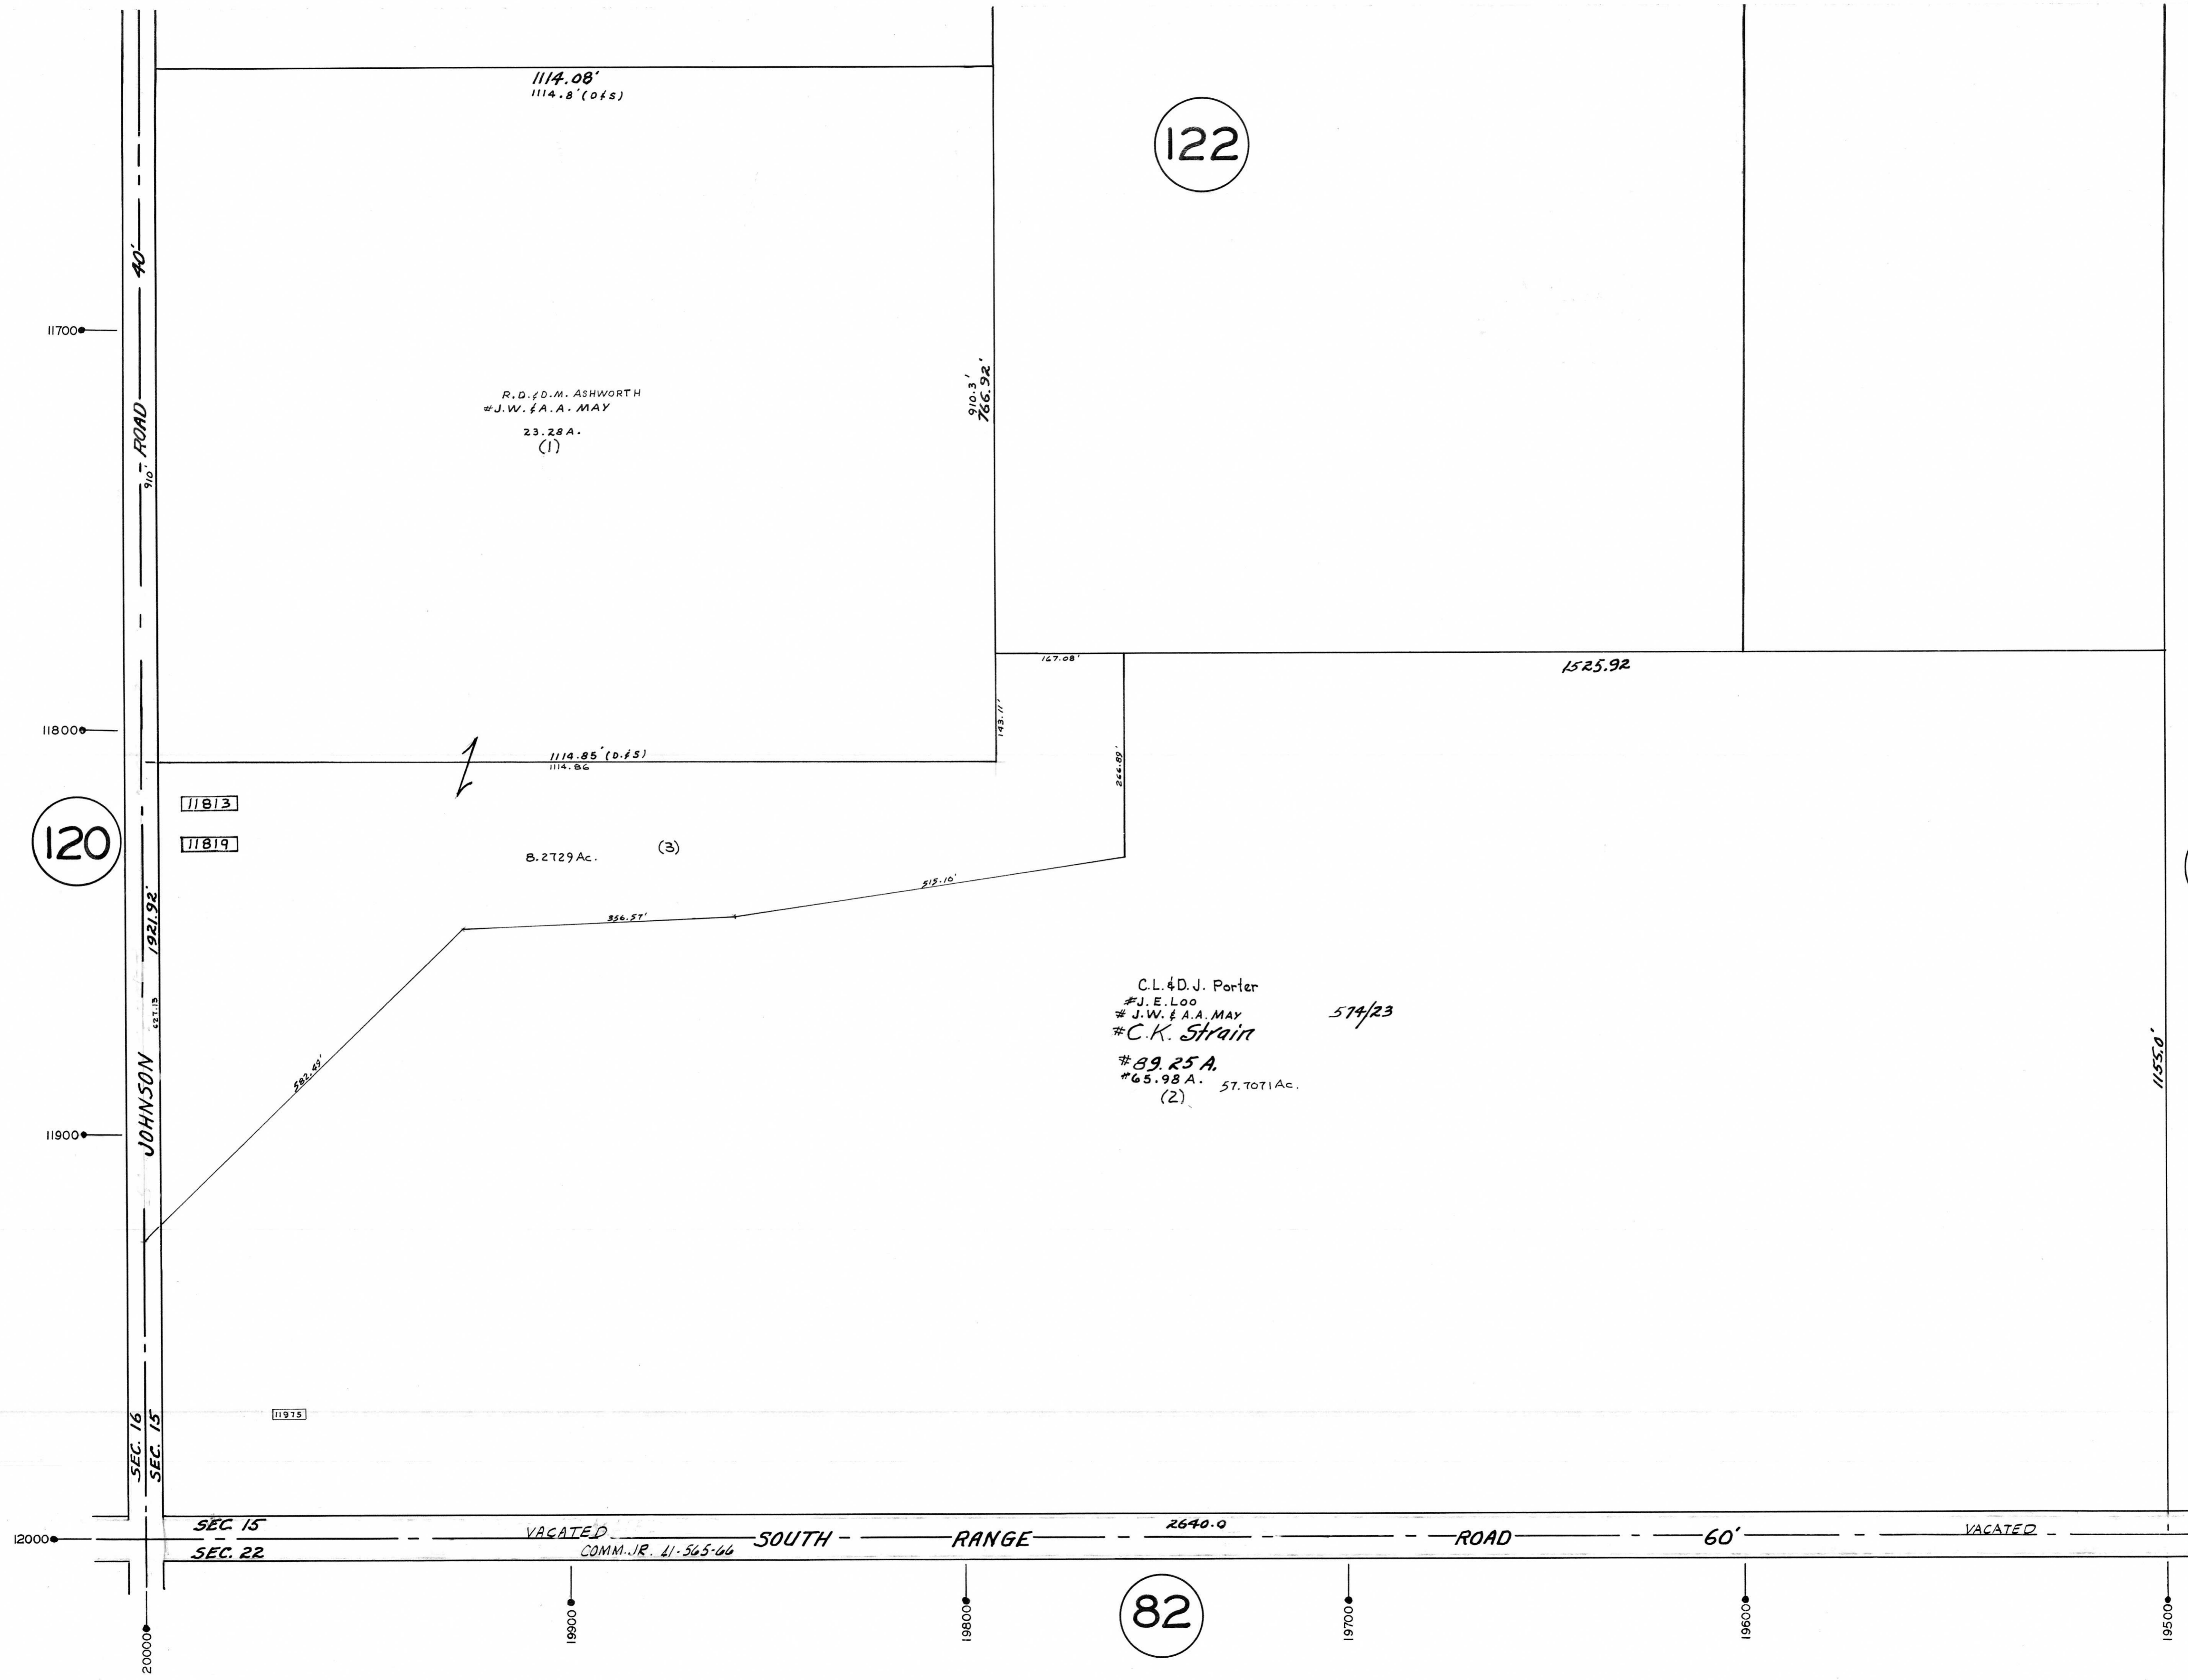 1114.08'
1114.8'(D&S)
122
40'
11700
910.3'
766.92'
R.D.&D.M. ASHWORTH
#J.W.&A.A. MAY
23.28A.
(1)
ROAD
910'
167.08'
1525.92
143.11'
11800
1114.85'(D.&S)
1114.86
266.89'
11813
120
11819
8.2729Ac.
(3)
515.10'
356.57'
1921.92'
C.L.&D.J. Porter
#J.E.Loo
# J.W. & A.A. MAY
574/23
#C.K. Strain
627.13
582.49'
#89.25A.
#65.98A.
57.7071Ac.
(2)
1155.0'
JOHNSON
11900
11975
SEC. 16
SEC. 15
SEC. 15
12000
VACATED
SOUTH
RANGE
2640.0
ROAD
60'
VACATED
SEC. 22
COMM.JR. 41-565-66
82
20000
19900
19800
19700
19600
19500